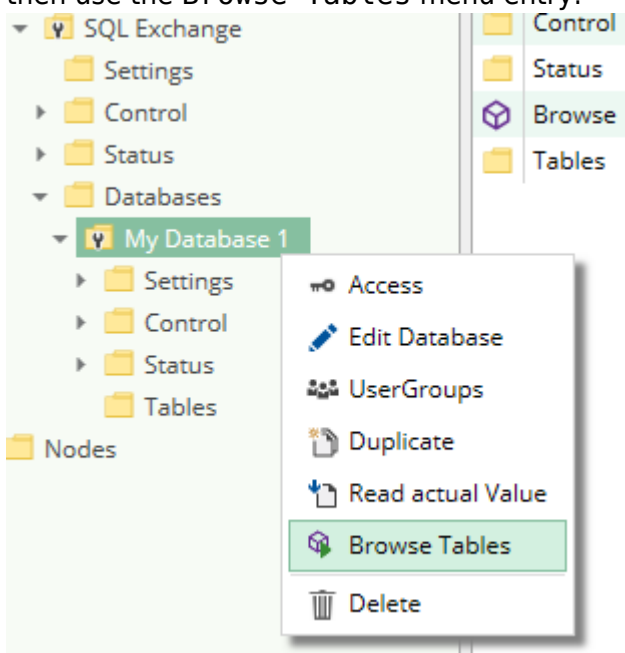 then use the Browse Tables menu entry.
SQL Exchange
Settings
Control
Status
Databases
My Database 1
Settings
Control
Status
Tables
Nodes
Control
Status
Browse
Tables
Access
Edit Database
UserGroups
Duplicate
Read actual Value
Browse Tables
Delete